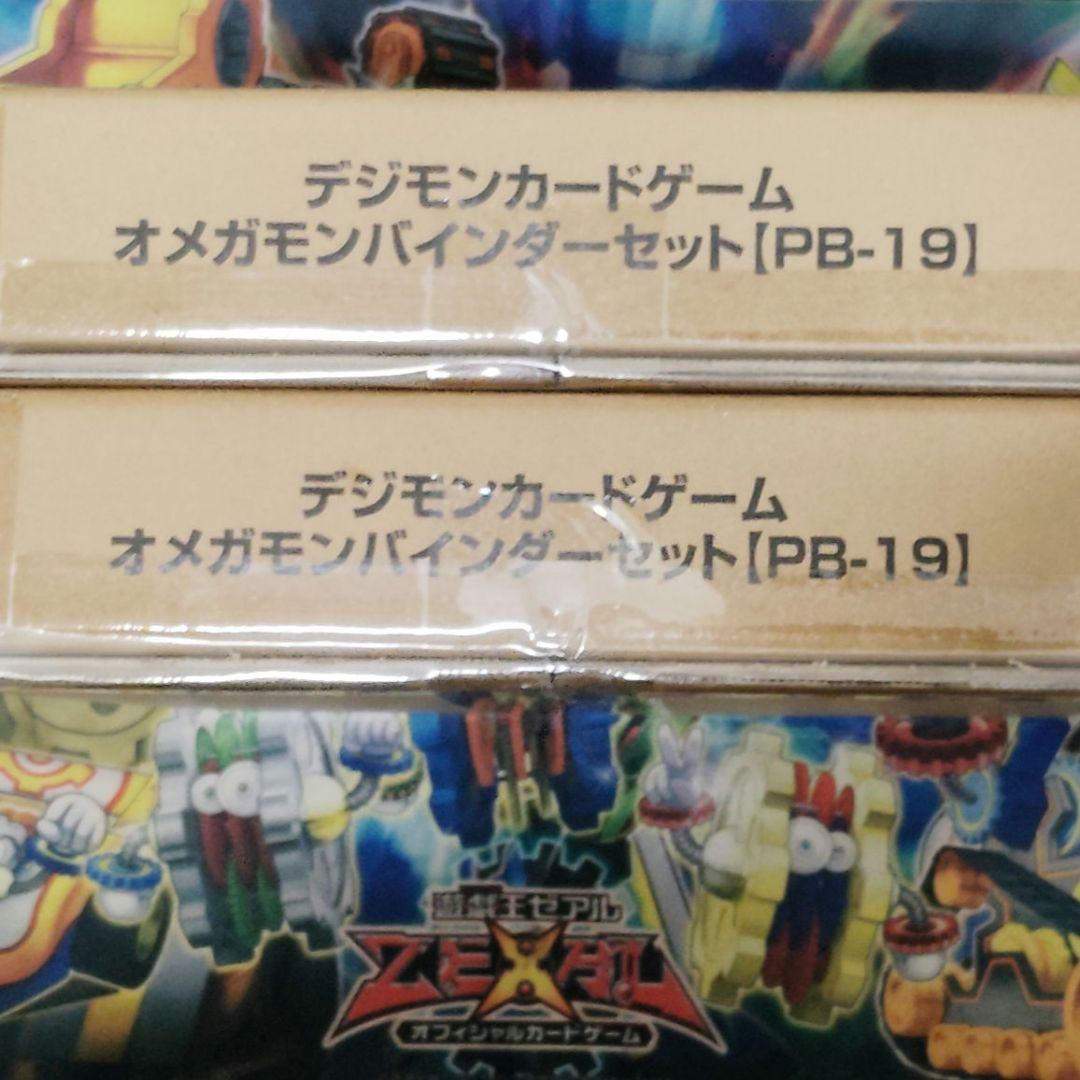 デジモンカードゲーム
オメガモンバインダーセット【PB-19】
デジモンカードゲーム
オメガモンバインダーセット【PB-19】
遊戯王ゼアル
ZEXAL
オフィシャルカードゲーム